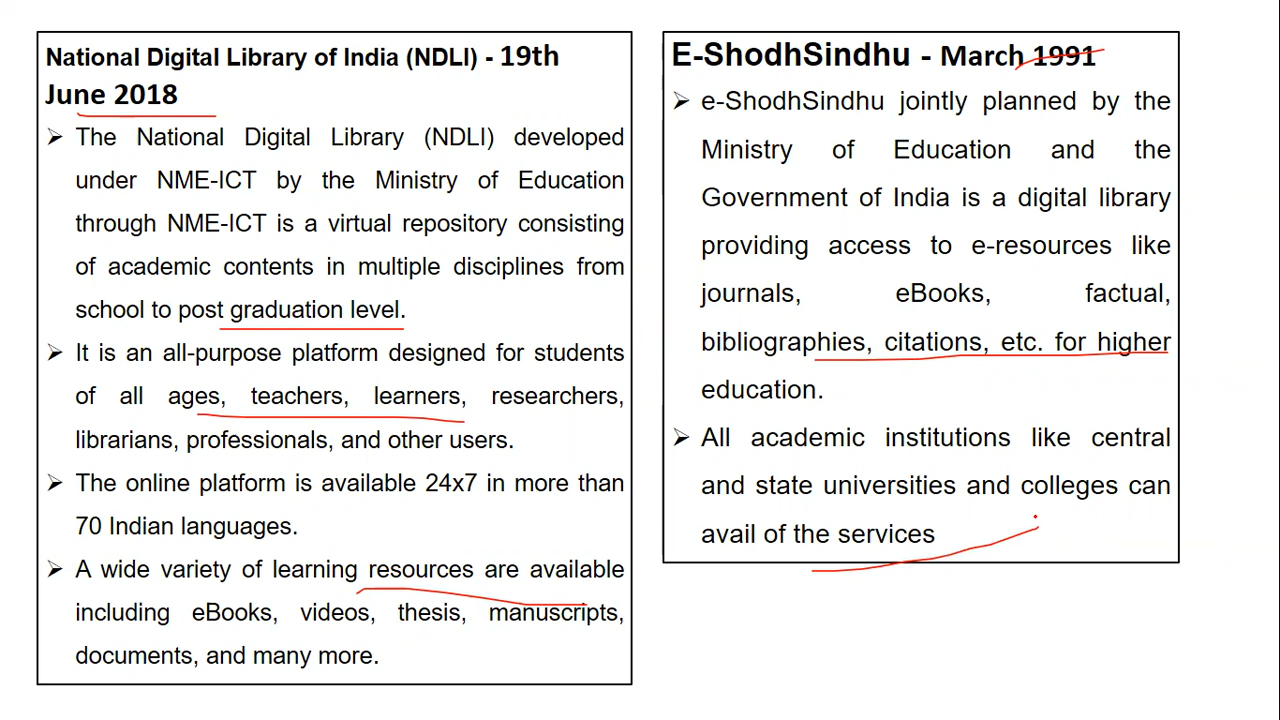 National Digital Library of India (NDLI) - 19th
June 2018
➢ The National Digital Library (NDLI) developed
under NME-ICT by the Ministry of Education
through NME-ICT is a virtual repository consisting
of academic contents in multiple disciplines from
school to post graduation level.
➢ It is an all-purpose platform designed for students
of all ages, teachers, learners, researchers,
librarians, professionals, and other users.
➢ The online platform is available 24x7 in more than
70 Indian languages.
➢ A wide variety of learning resources are available
including eBooks, videos, thesis, manuscripts,
documents, and many more.
E-ShodhSindhu - March 1991
➢ e-ShodhSindhu jointly planned by the
Ministry of Education and the
Government of India is a digital library
providing access to e-resources like
journals, eBooks, factual,
bibliographies, citations, etc. for higher
education.
➢ All academic institutions like central
and state universities and colleges can
avail of the services